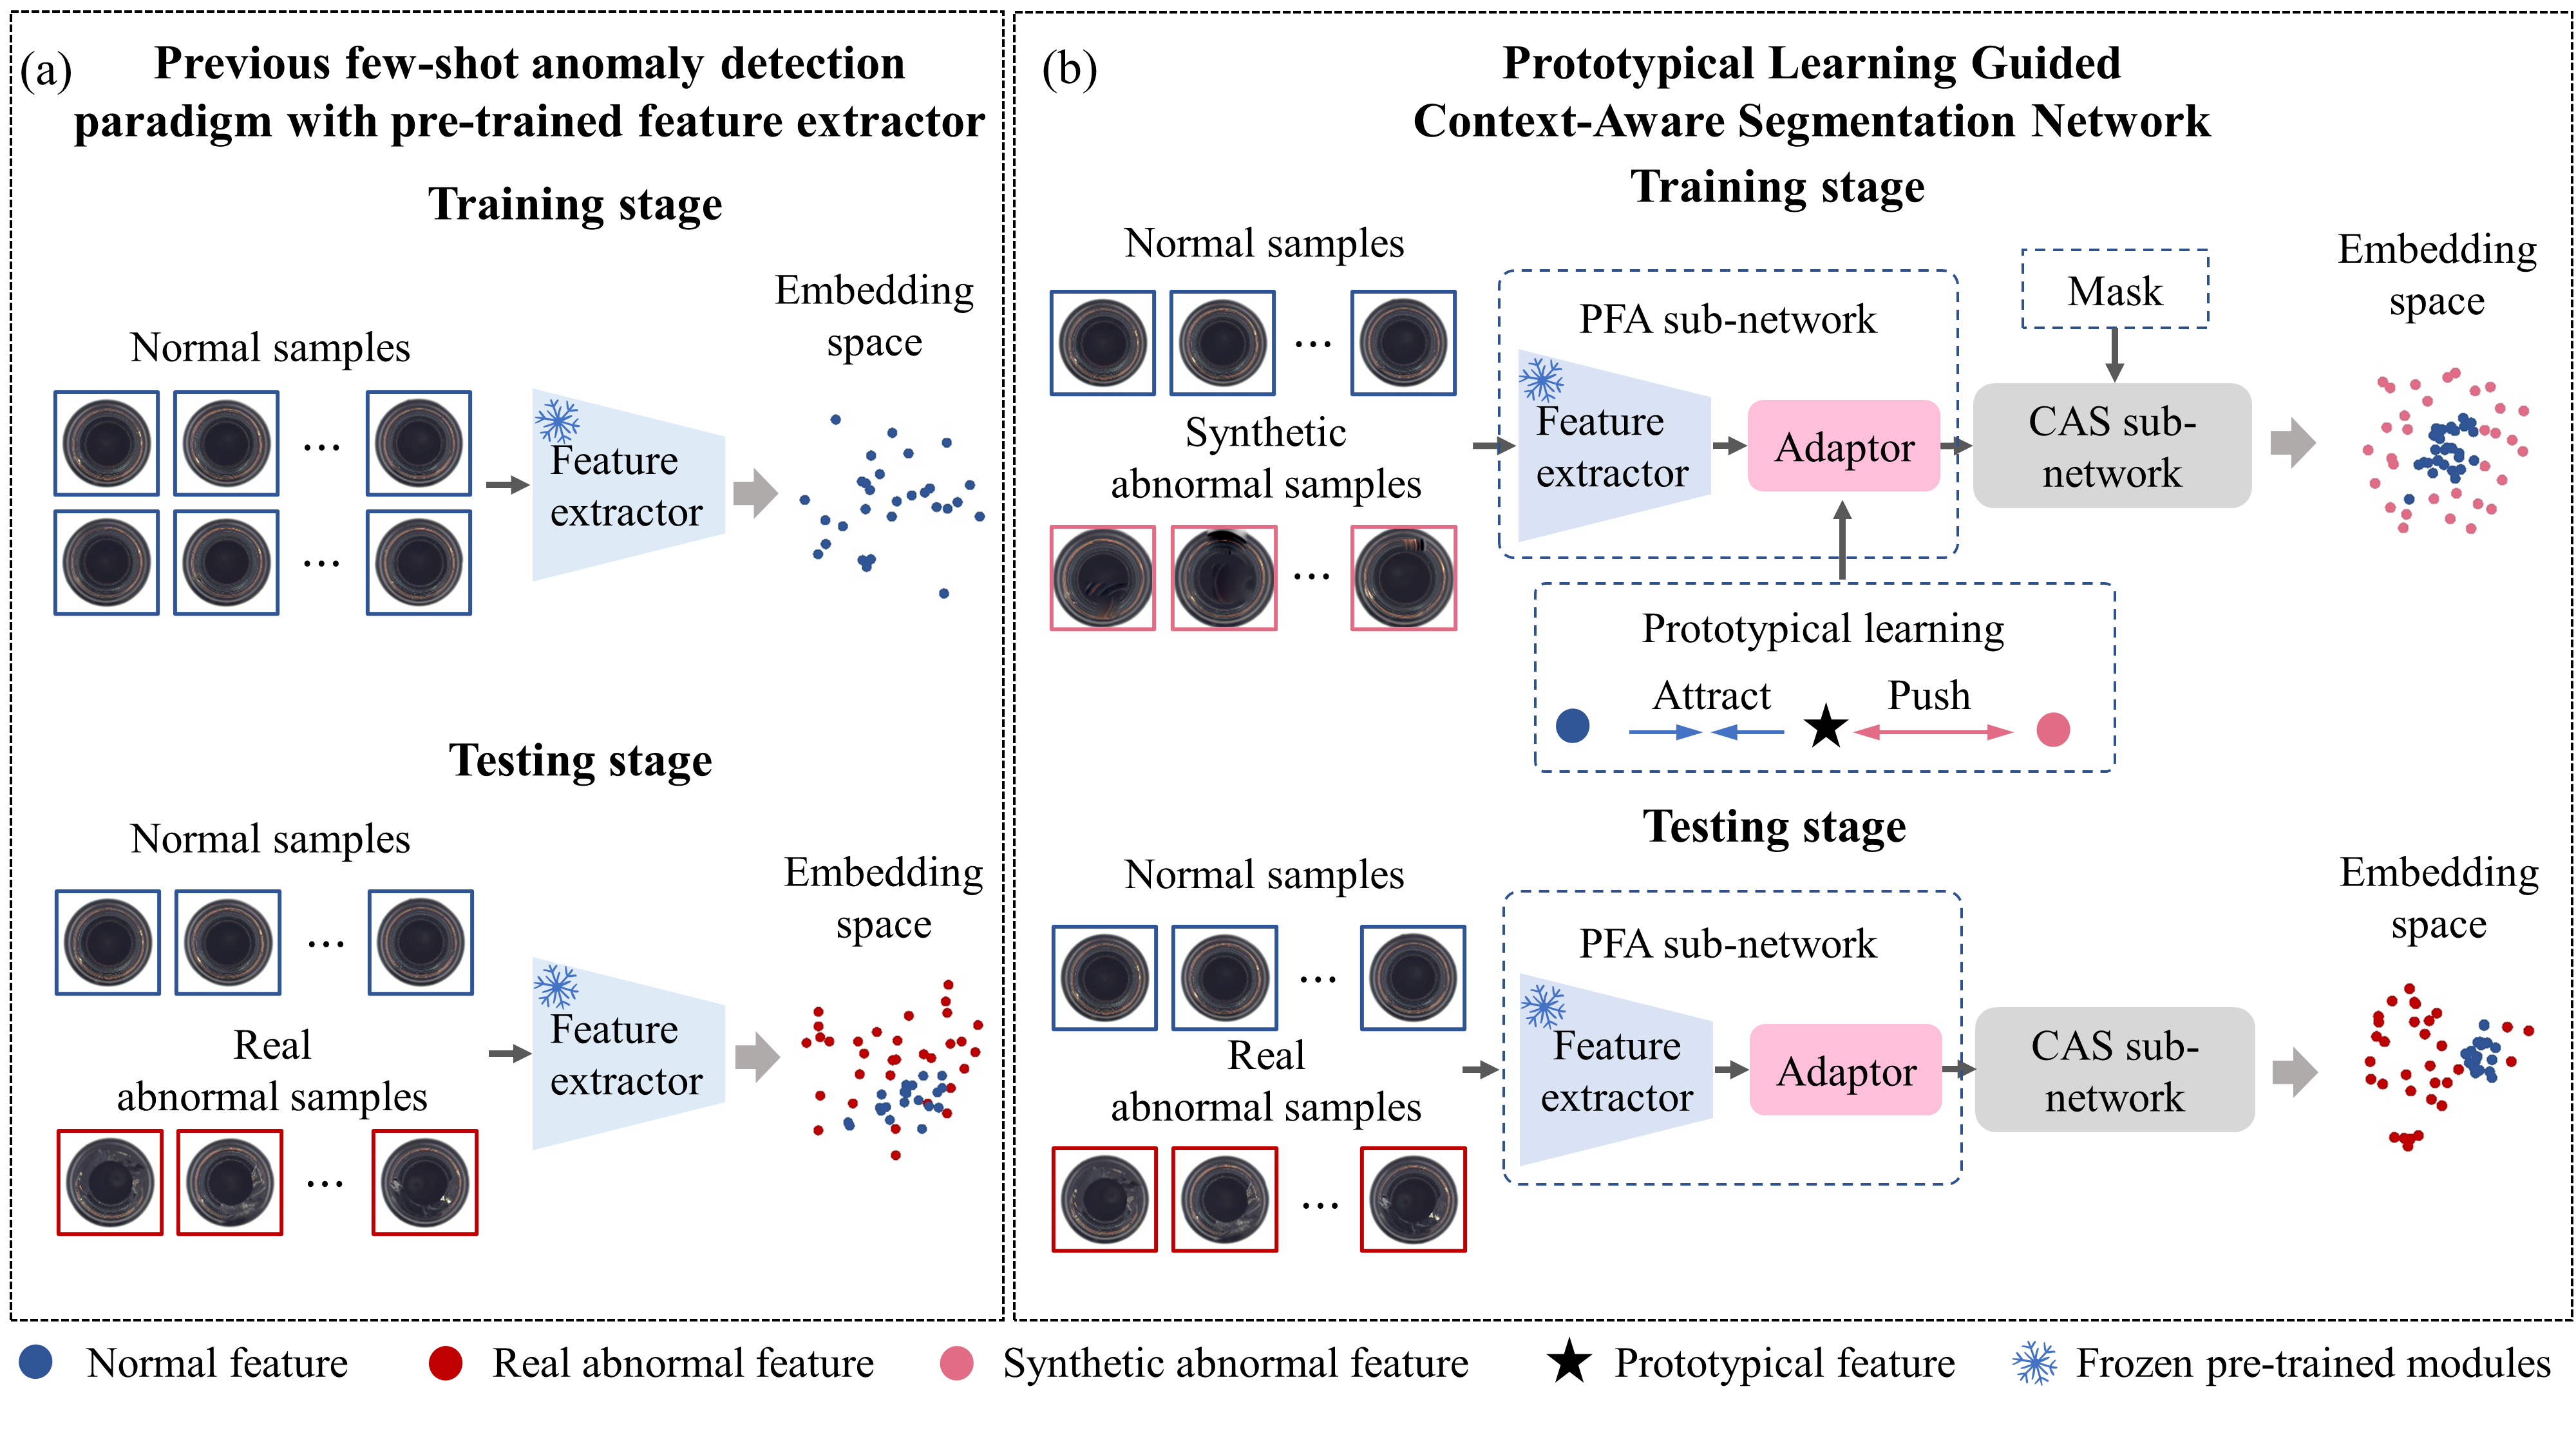 (a)
Previous few-shot anomaly detection
paradigm with pre-trained feature extractor
Training stage
Normal samples
...
...
Feature
extractor
Embedding
space
Testing stage
Normal samples
...
Real
abnormal samples
...
Feature
extractor
Embedding
space
(b)
Prototypical Learning Guided
Context-Aware Segmentation Network
Training stage
Normal samples
...
Synthetic
abnormal samples
...
PFA sub-network
Feature
extractor
Adaptor
Mask
CAS sub-
network
Embedding
space
Prototypical learning
Attract
Push
Testing stage
Normal samples
...
Real
abnormal samples
...
PFA sub-network
Feature
extractor
Adaptor
CAS sub-
network
Embedding
space
Normal feature
Real abnormal feature
Synthetic abnormal feature
Prototypical feature
Frozen pre-trained modules